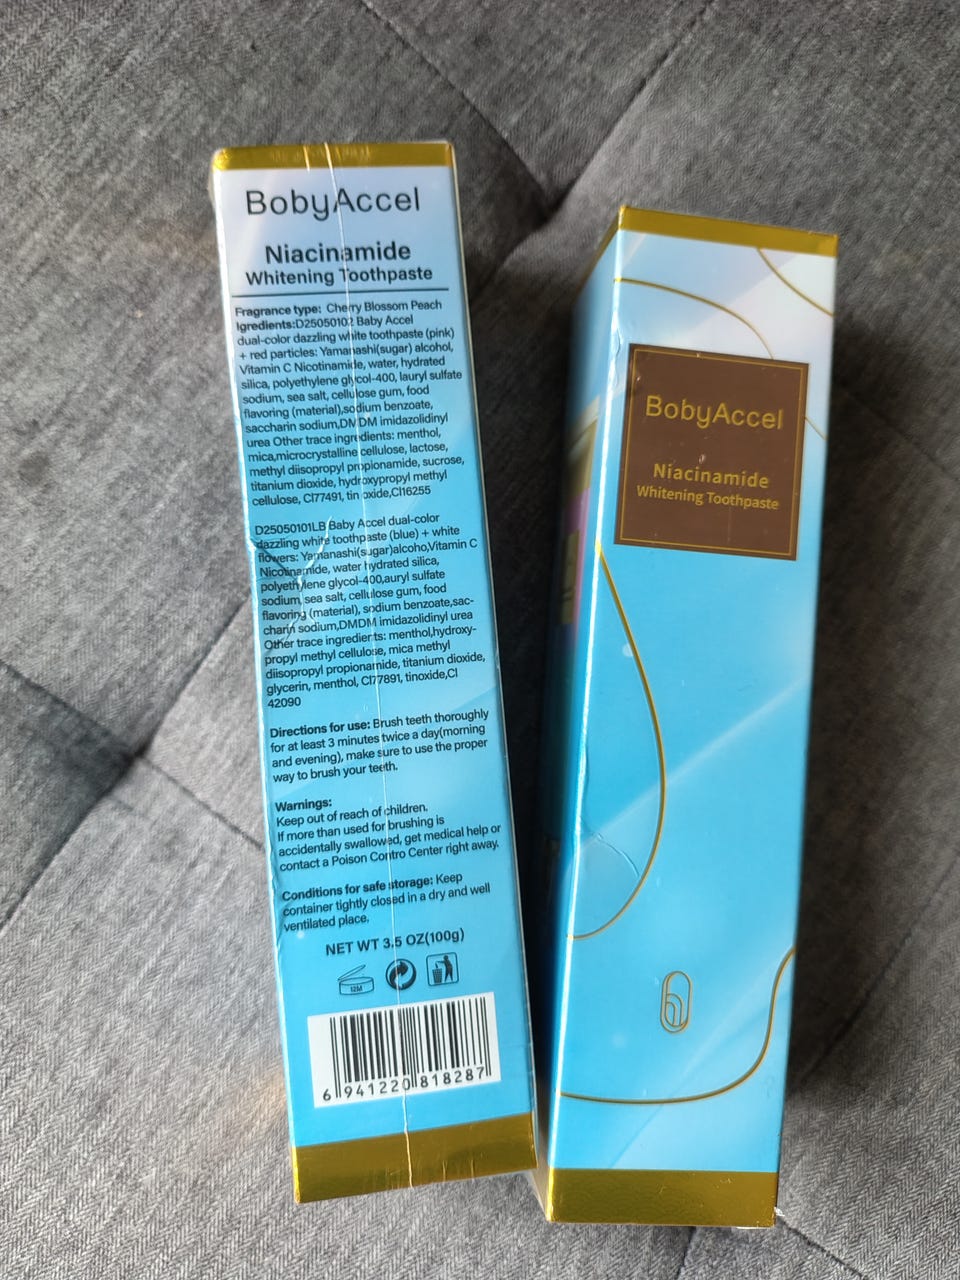 BobyAccel
Niacinamide
Whitening Toothpaste
Fragrance type: Cherry Blossom Peach
Igredients:D25050102 Baby Accel
dual-color dazzling white toothpaste (pink)
+ red particles: Yamanashi(sugar) alcohol,
Vitamin C Nicotinamide, water, hydrated
silica, polyethylene glycol-400, lauryl sulfate
sodium, sea salt, cellulose gum, food
flavoring (material),sodium benzoate,
saccharin sodium,DMDM imidazolidinyl
urea Other trace ingredients: menthol,
mica,microcrystalline cellulose, lactose,
methyl diisopropyl propionamide, sucrose,
titanium dioxide, hydroxypropyl methyl
cellulose, CI77491, tin oxide,CI16255
D25050101LB Baby Accel dual-color
dazzling white toothpaste (blue) + white
flowers: Yamanashi(sugar)alcoho,Vitamin C
Nicotinamide, water hydrated silica,
polyethylene glycol-400,auryl sulfate
sodium, sea salt, cellulose gum, food
flavoring (material), sodium benzoate,sac-
charin sodium,DMDM imidazolidinyl urea
Other trace ingredients: menthol,hydroxy-
propyl methyl cellulose, mica methyl
diisopropyl propionamide, titanium dioxide,
glycerin, menthol, CI77891, tinoxide,CI
42090
Directions for use: Brush teeth thoroughly
for at least 3 minutes twice a day(morning
and evening), make sure to use the proper
way to brush your teeth.
Warnings:
Keep out of reach of children.
If more than used for brushing is
accidentally swallowed, get medical help or
contact a Poison Contro Center right away.
Conditions for safe storage: Keep
container tightly closed in a dry and well
ventilated place.
NET WT 3.5 OZ(100g)
12M
6 941220 818287
BobyAccel
Niacinamide
Whitening Toothpaste